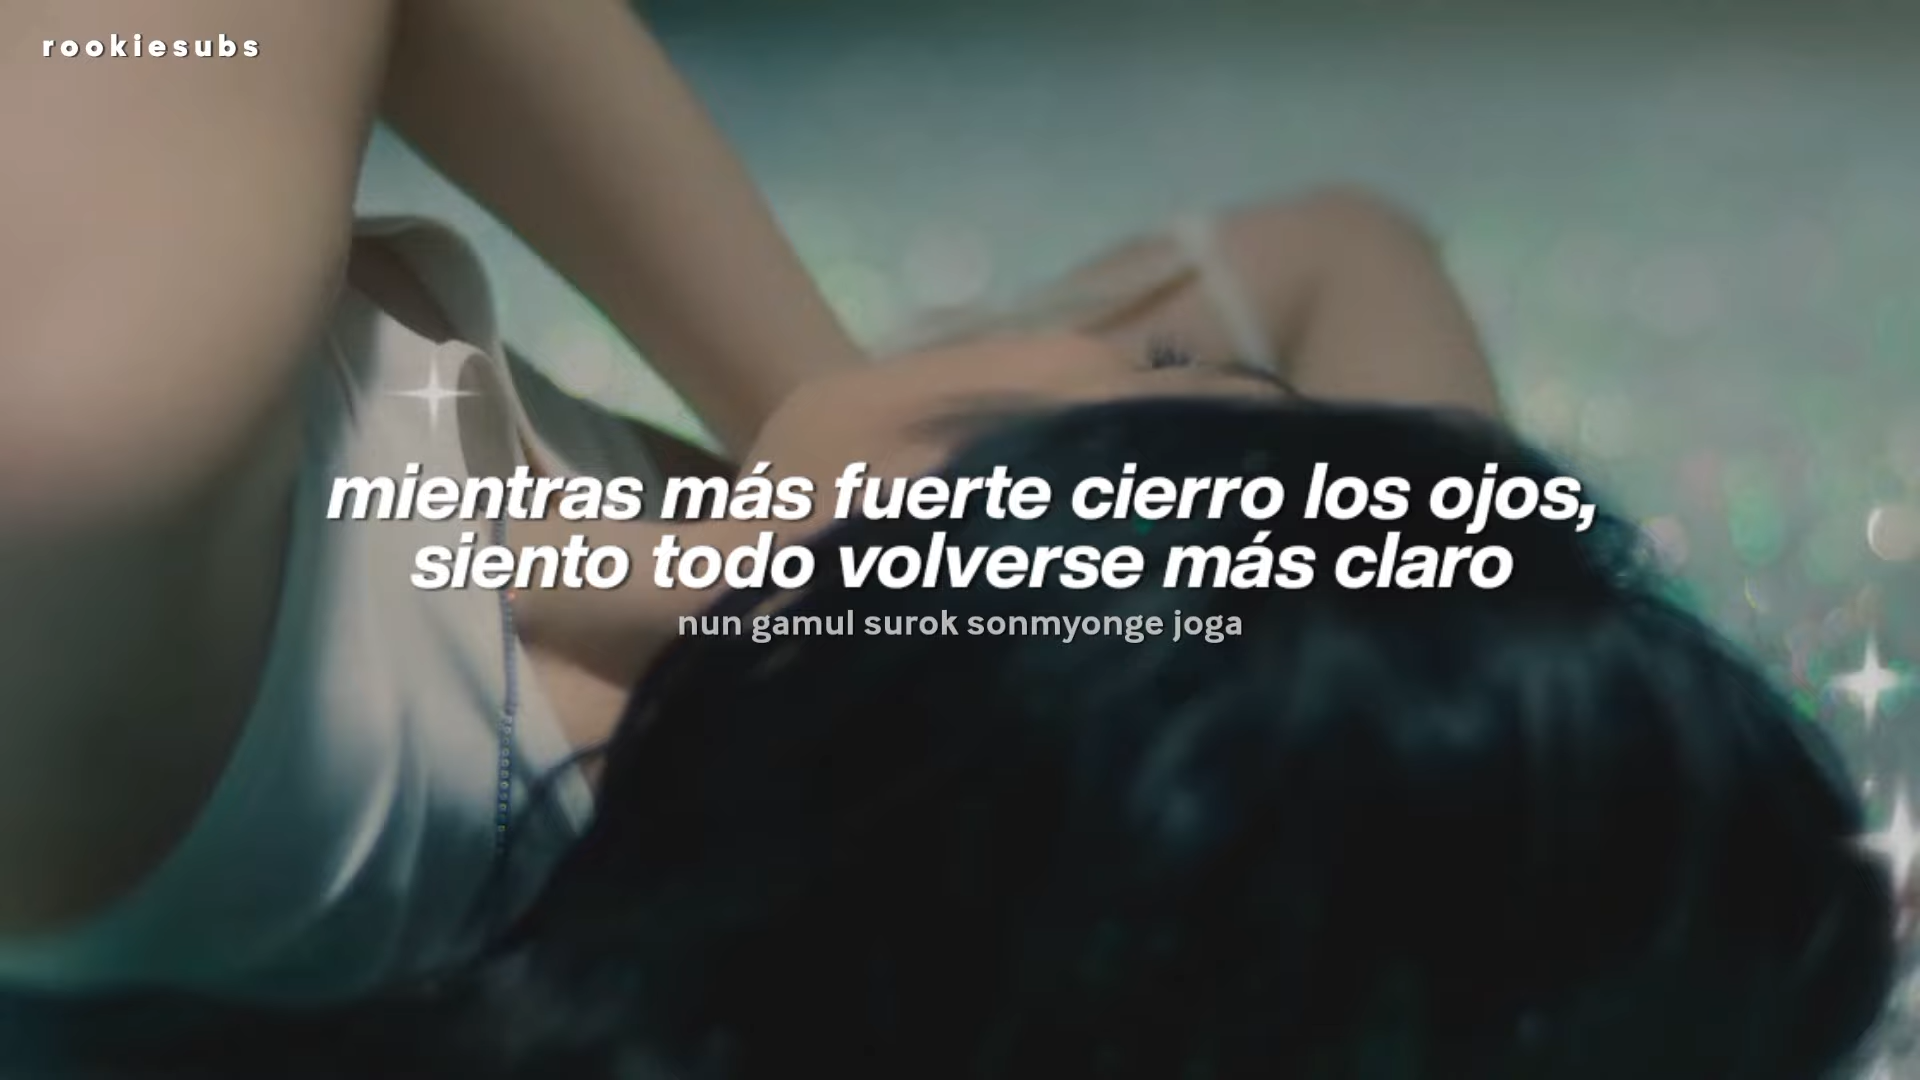 rookiesubs
mientras más fuerte cierro los ojos,
siento todo volverse más claro
nun gamul surok sonmyonge joga